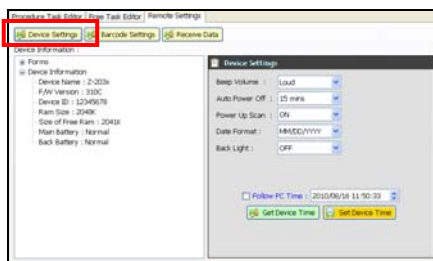 Procedure Task Editor Free Task Editor Remote Settings
Device Settings Barcode Settings Receive Data
Device Information :
Forms
Device Information
Device Name : Z-203x
F/W Version : 310C
Device ID : 12345678
Ram Size : 2048K
Size of Free Ram : 2041K
Main Battery : Normal
Back Battery : Normal
Device Settings
Beep Volume : Loud
Auto Power Off : 15 mins
Power Up Scan : ON
Date Format : MM/DD/YYYY
Back Light : OFF
Follow PC Time : 2010/06/16 11:50:33
Get Device Time Set Device Time